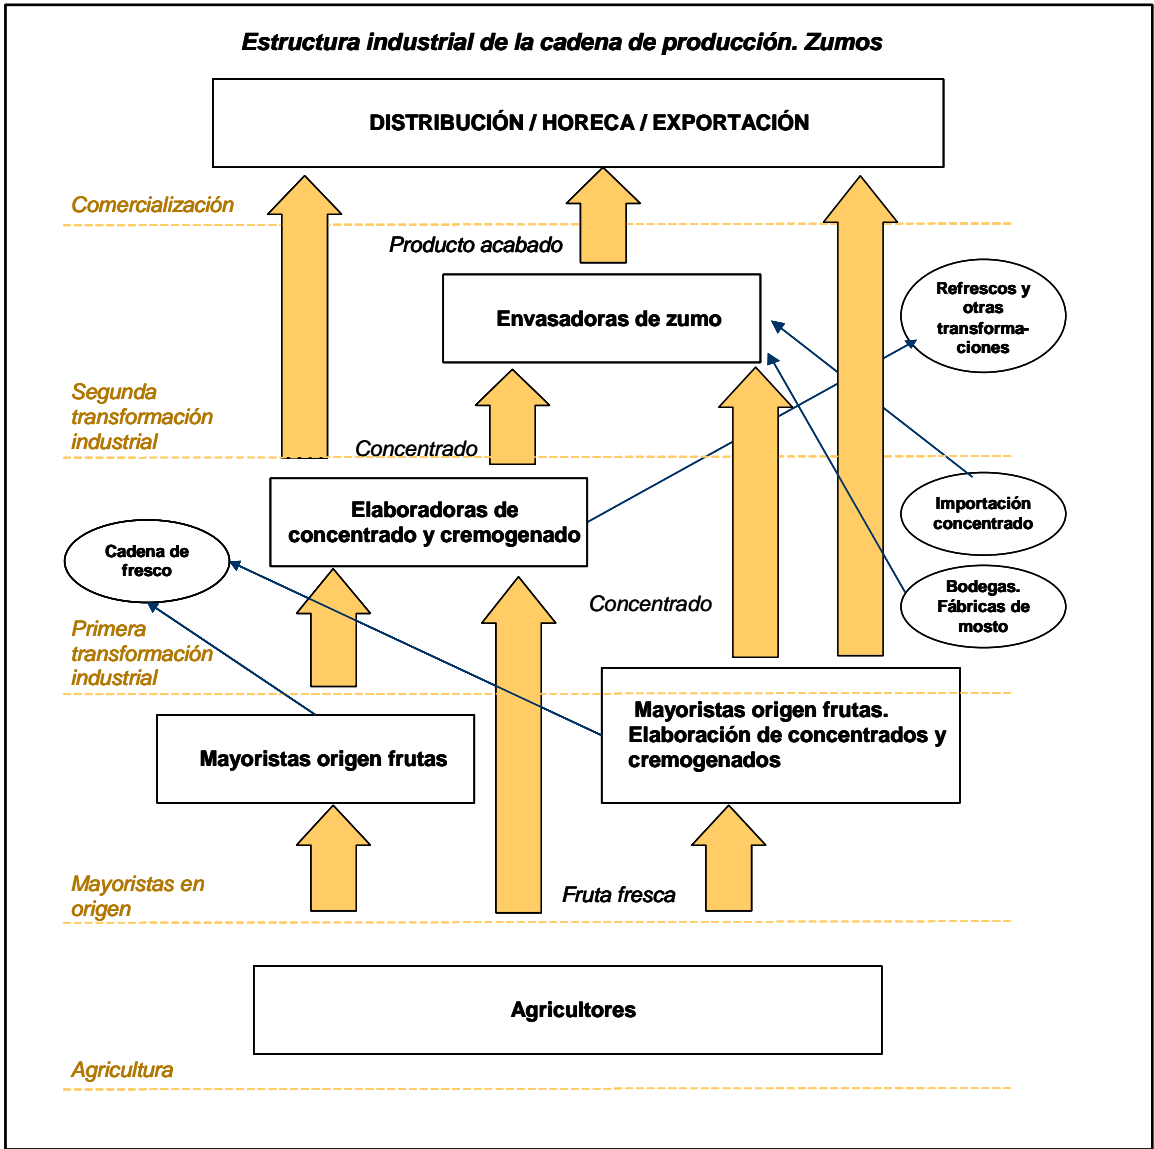 Estructura industrial de la cadena de producción. Zumos
DISTRIBUCIÓN / HORECA / EXPORTACIÓN
Comercialización
Producto acabado
Envasadoras de zumo
Refrescos y
otras
transforma-
ciones
Segunda
transformación
industrial
Concentrado
Elaboradoras de
concentrado y cremogenado
Importación
concentrado
Cadena de
fresco
Concentrado
Bodegas.
Fábricas de
mosto
Primera
transformación
industrial
Mayoristas origen frutas
Mayoristas origen frutas.
Elaboración de concentrados y
cremogenados
Mayoristas en
origen
Fruta fresca
Agricultores
Agricultura